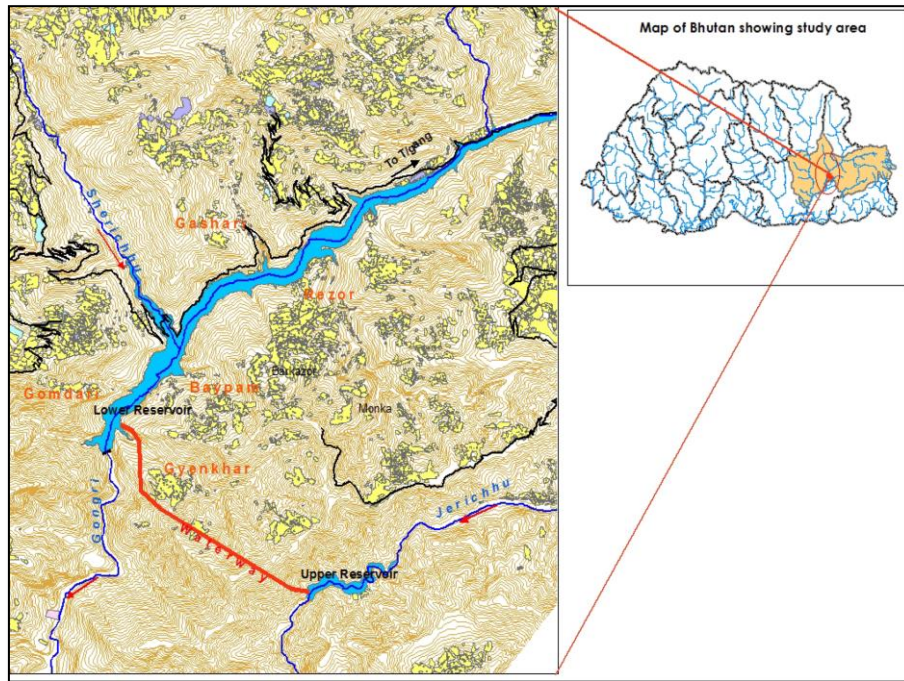 Map of Bhutan showing study area
To Tigang
Sherichhu
Gashari
Rezor
Baypam
Gomdari
Lower Reservoir
Monka
Gyenkhar
Gongri
Jerichhu
Waterway
Upper Reservoir